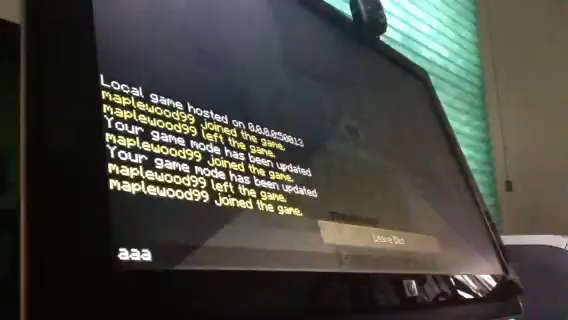 Local game hosted on 0.0.0.0:50013
maplewood99 joined the game.
maplewood99 left the game.
Your game mode has been updated
maplewood99 joined the game.
Your game mode has been updated
maplewood99 left the game.
maplewood99 joined the game.
Leave Bed
aaa